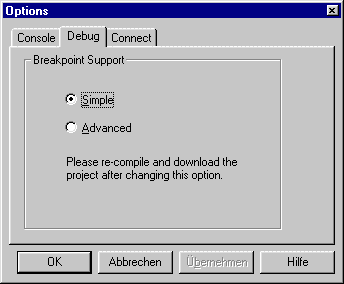 Options
Console Debug Connect
Breakpoint Support
Simple
Advanced
Please re-compile and download the
project after changing this option.
OK Abbrechen Übernehmen Hilfe